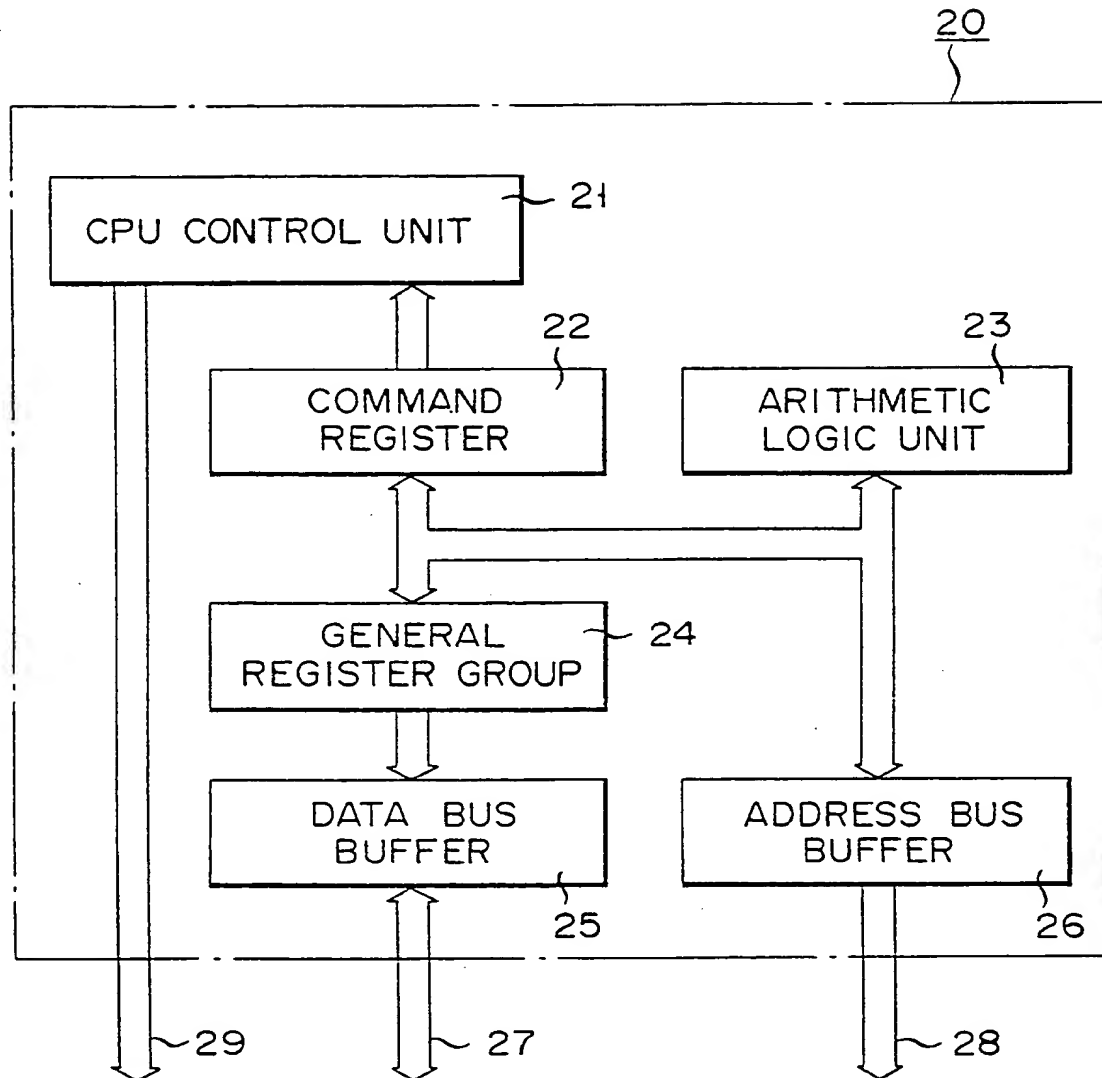 20
21
CPU CONTROL UNIT
22
23
COMMAND
REGISTER
ARITHMETIC
LOGIC UNIT
GENERAL
REGISTER GROUP
24
DATA BUS
BUFFER
ADDRESS BUS
BUFFER
25
26
29
27
28